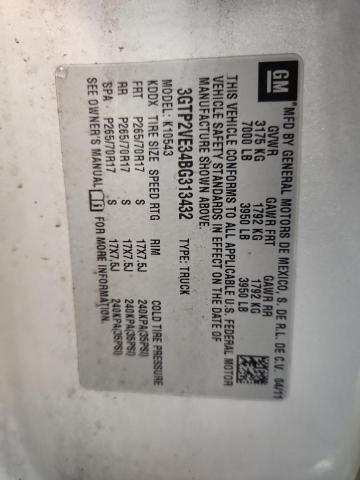 GM MFD BY GENERAL MOTORS DE MEXICO S. DE R.L. DE C.V. 04/11
GVWR GAWR FRT GAWR RR
3175 KG 1792 KG 1792 KG
7000 LB 3950 LB 3950 LB
THIS VEHICLE CONFORMS TO ALL APPLICABLE U.S. FEDERAL MOTOR
VEHICLE SAFETY STANDARDS IN EFFECT ON THE DATE OF
MANUFACTURE SHOWN ABOVE.
3GTP2VE34BG313432 TYPE: TRUCK
MODEL: K10543
KDDX TIRE SIZE SPEED RTG RIM COLD TIRE PRESSURE
FRT P265/70R17 S 17X7.5J 240KPA(35PSI)
RR P265/70R17 S 17X7.5J 240KPA(35PSI)
SPA P265/70R17 S 17X7.5J 240KPA(35PSI)
SEE OWNER'S MANUAL FOR MORE INFORMATION.